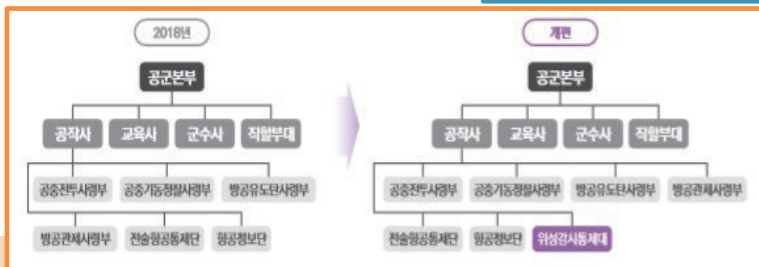 2018년
공군본부
공작사 교육사 군수사 직할부대
공중전투사령부 공중기동정찰사령부 방공유도탄사령부
방공관제사령부 전술항공통제단 항공정보단
개편
공군본부
공작사 교육사 군수사 직할부대
공중전투사령부 공중기동정찰사령부 방공유도탄사령부 방공관제사령부
전술항공통제단 항공정보단 위성감시통제대